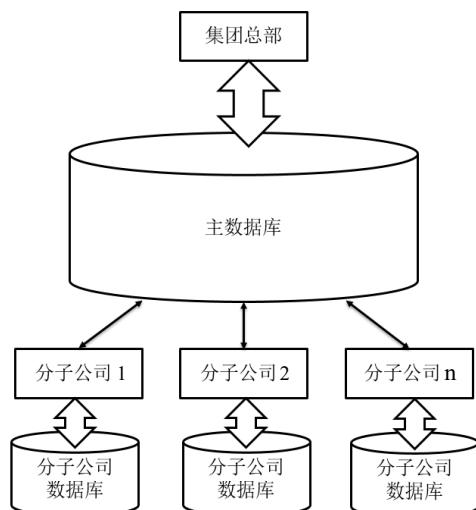 集团总部
主数据库
分子公司 1
分子公司 2
分子公司 n
分子公司
数据库
分子公司
数据库
分子公司
数据库